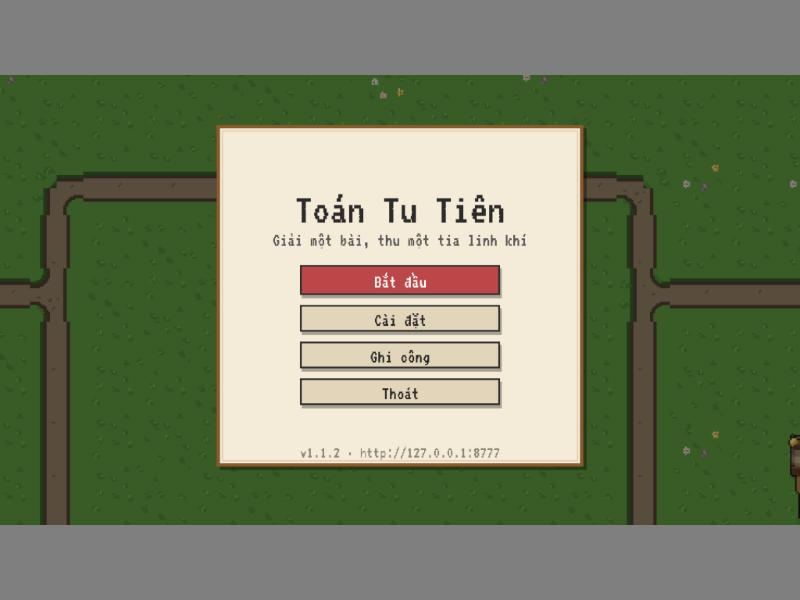 Toán Tu Tiên
Giải một bài, thu một tia linh khí
Bắt đầu
Cài đặt
Ghi công
Thoát
v1.1.2 · http://127.0.0.1:8777